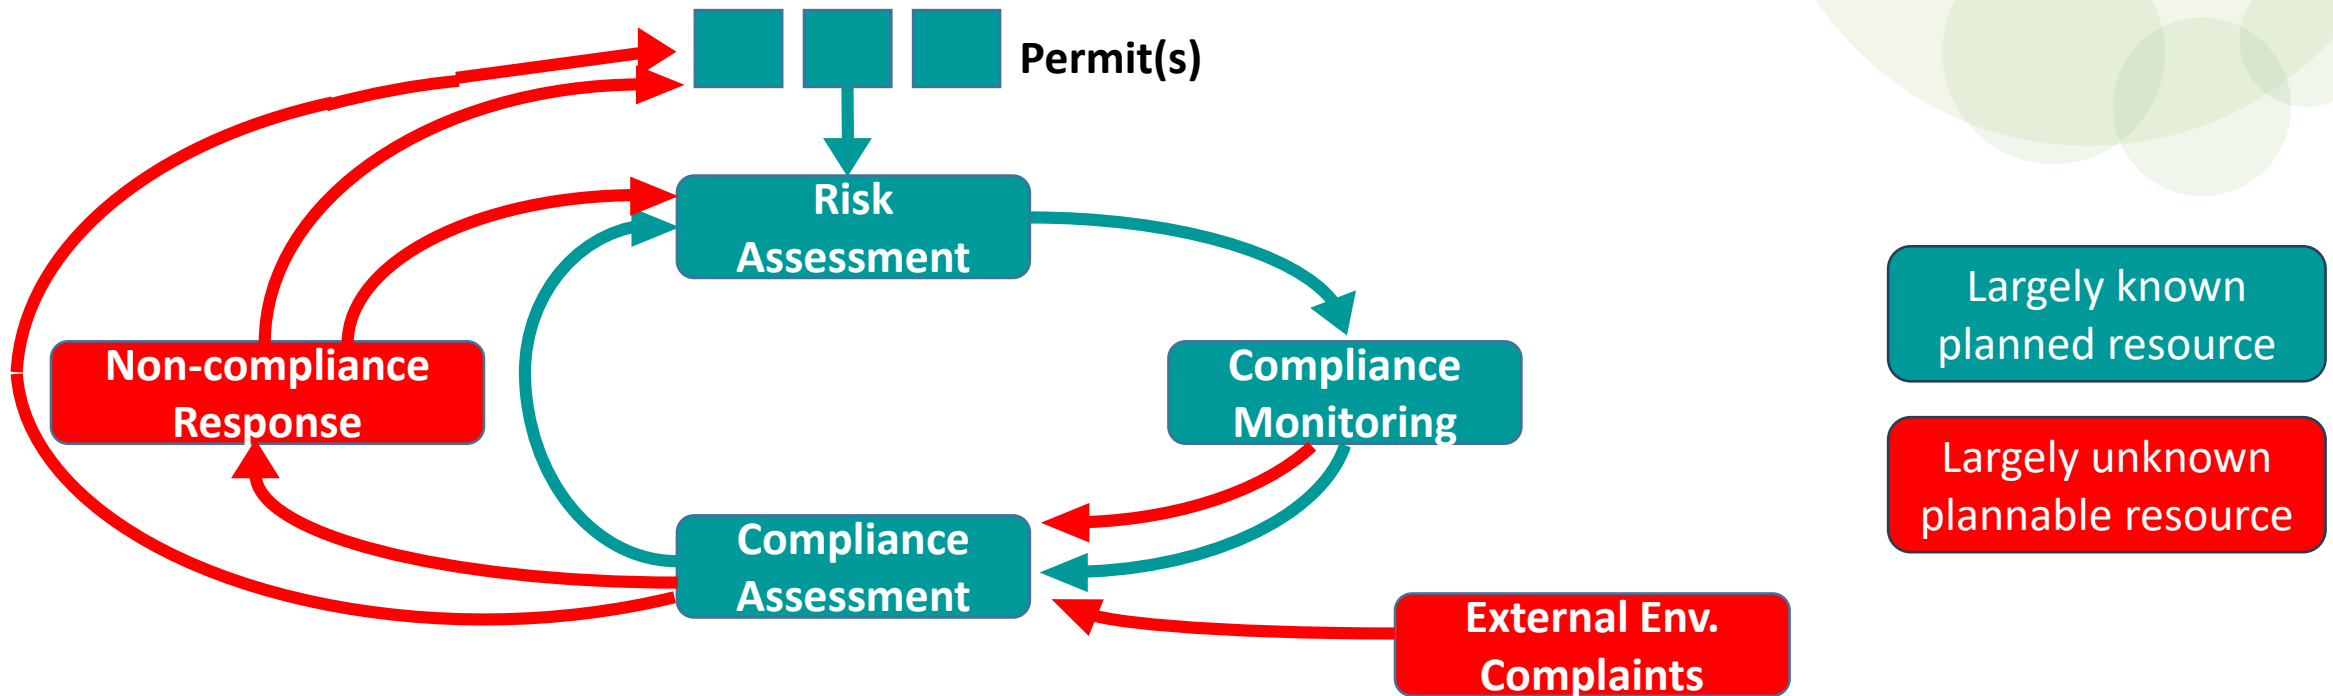 Permit(s)
Risk
Assessment
Largely known
planned resource
Non-compliance
Response
Compliance
Monitoring
Largely unknown
plannable resource
Compliance
Assessment
External Env.
Complaints